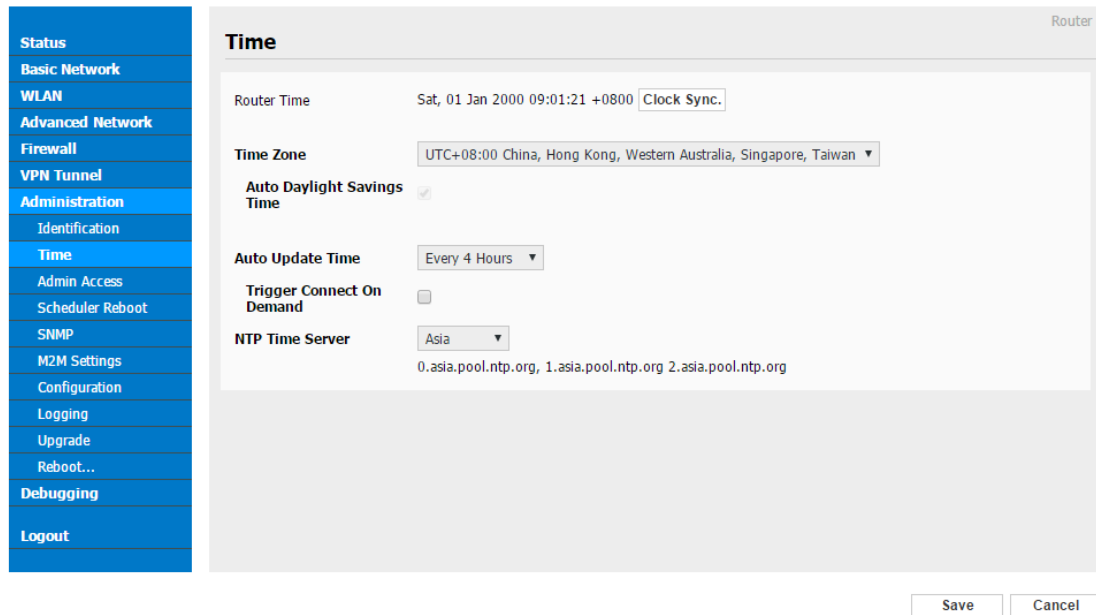 Router
Status
Basic Network
WLAN
Advanced Network
Firewall
VPN Tunnel
Administration
Identification
Time
Admin Access
Scheduler Reboot
SNMP
M2M Settings
Configuration
Logging
Upgrade
Reboot...
Debugging
Logout
Time
Router Time Sat, 01 Jan 2000 09:01:21 +0800 Clock Sync.
Time Zone UTC+08:00 China, Hong Kong, Western Australia, Singapore, Taiwan
Auto Daylight Savings
Time
Auto Update Time Every 4 Hours
Trigger Connect On
Demand
NTP Time Server Asia
0.asia.pool.ntp.org, 1.asia.pool.ntp.org 2.asia.pool.ntp.org
Save Cancel